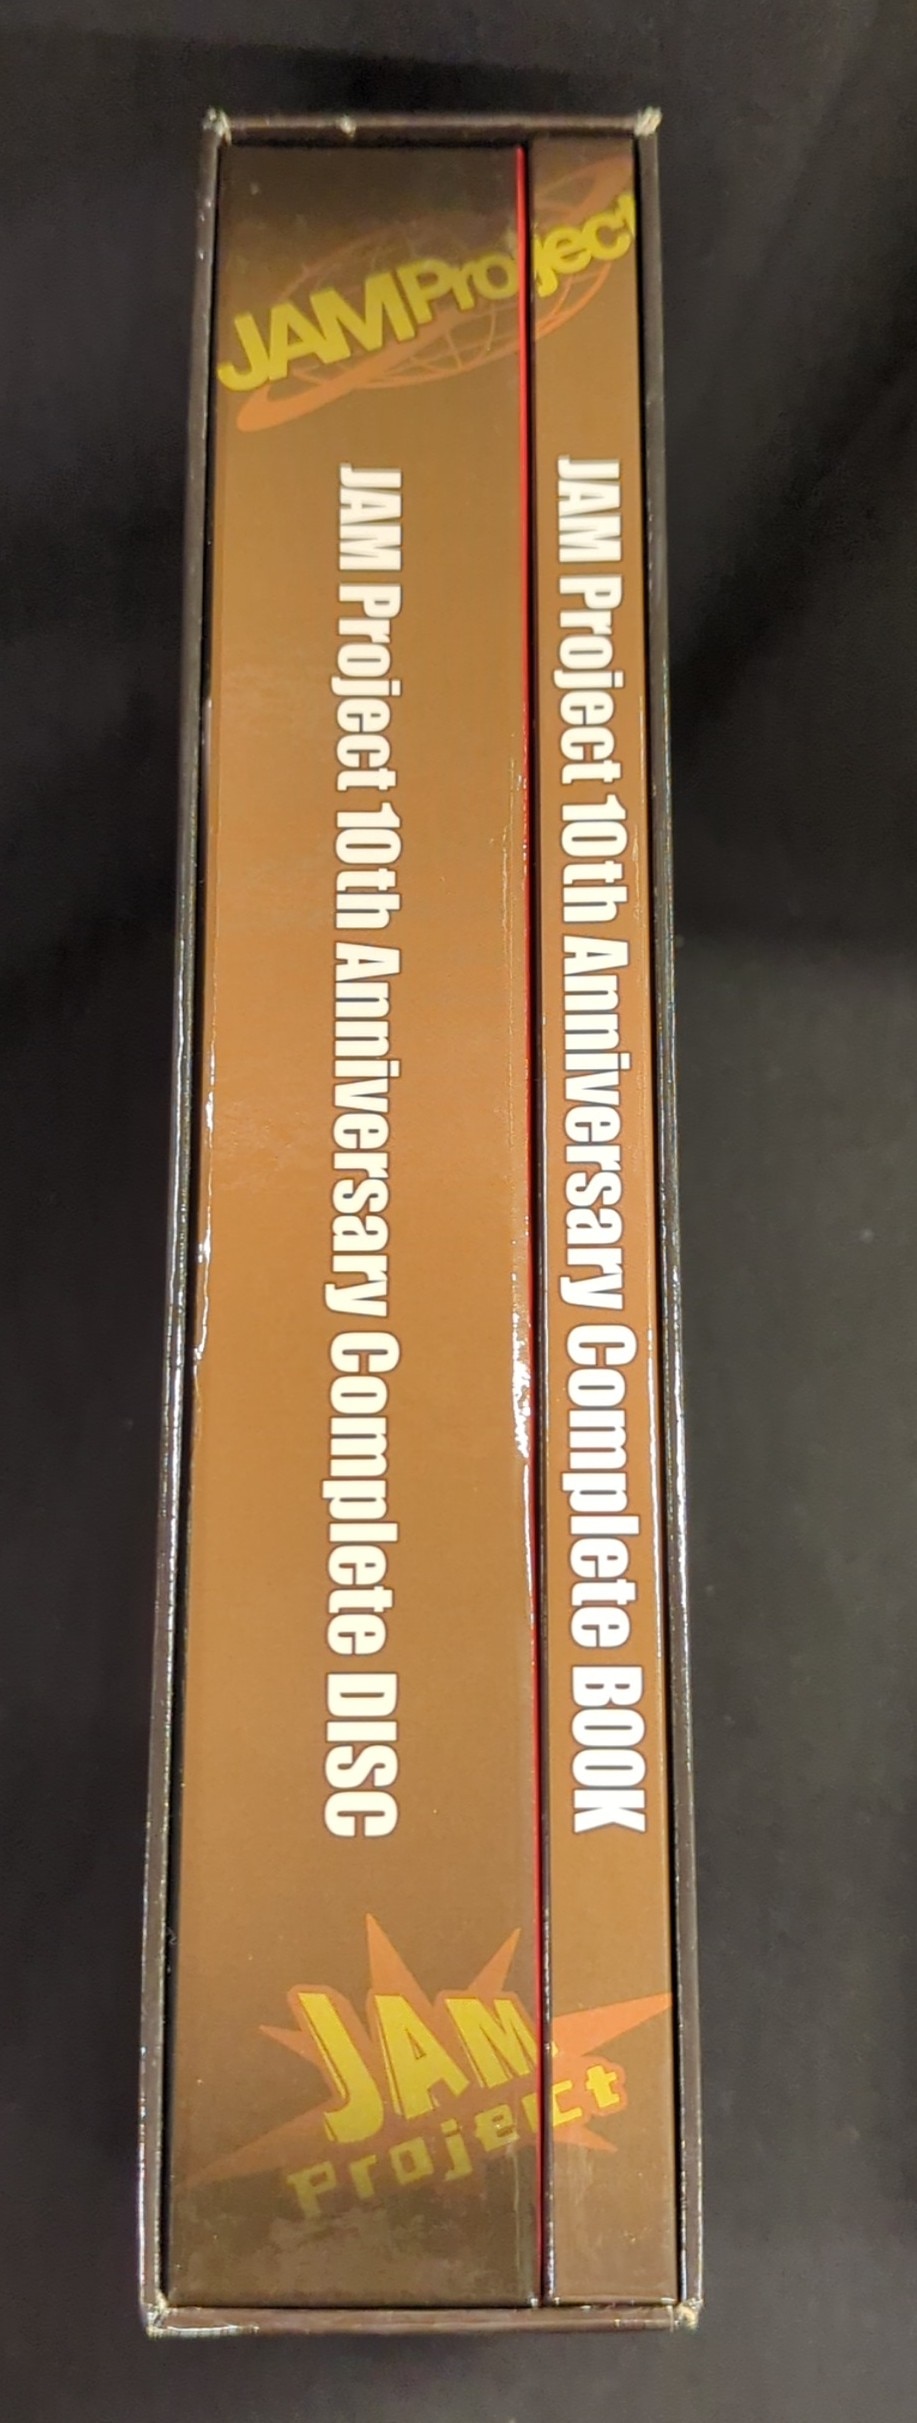 JAM Project
JAM Project 10th Anniversary Complete DISC
JAM Project 10th Anniversary Complete BOOK
JAM
Project